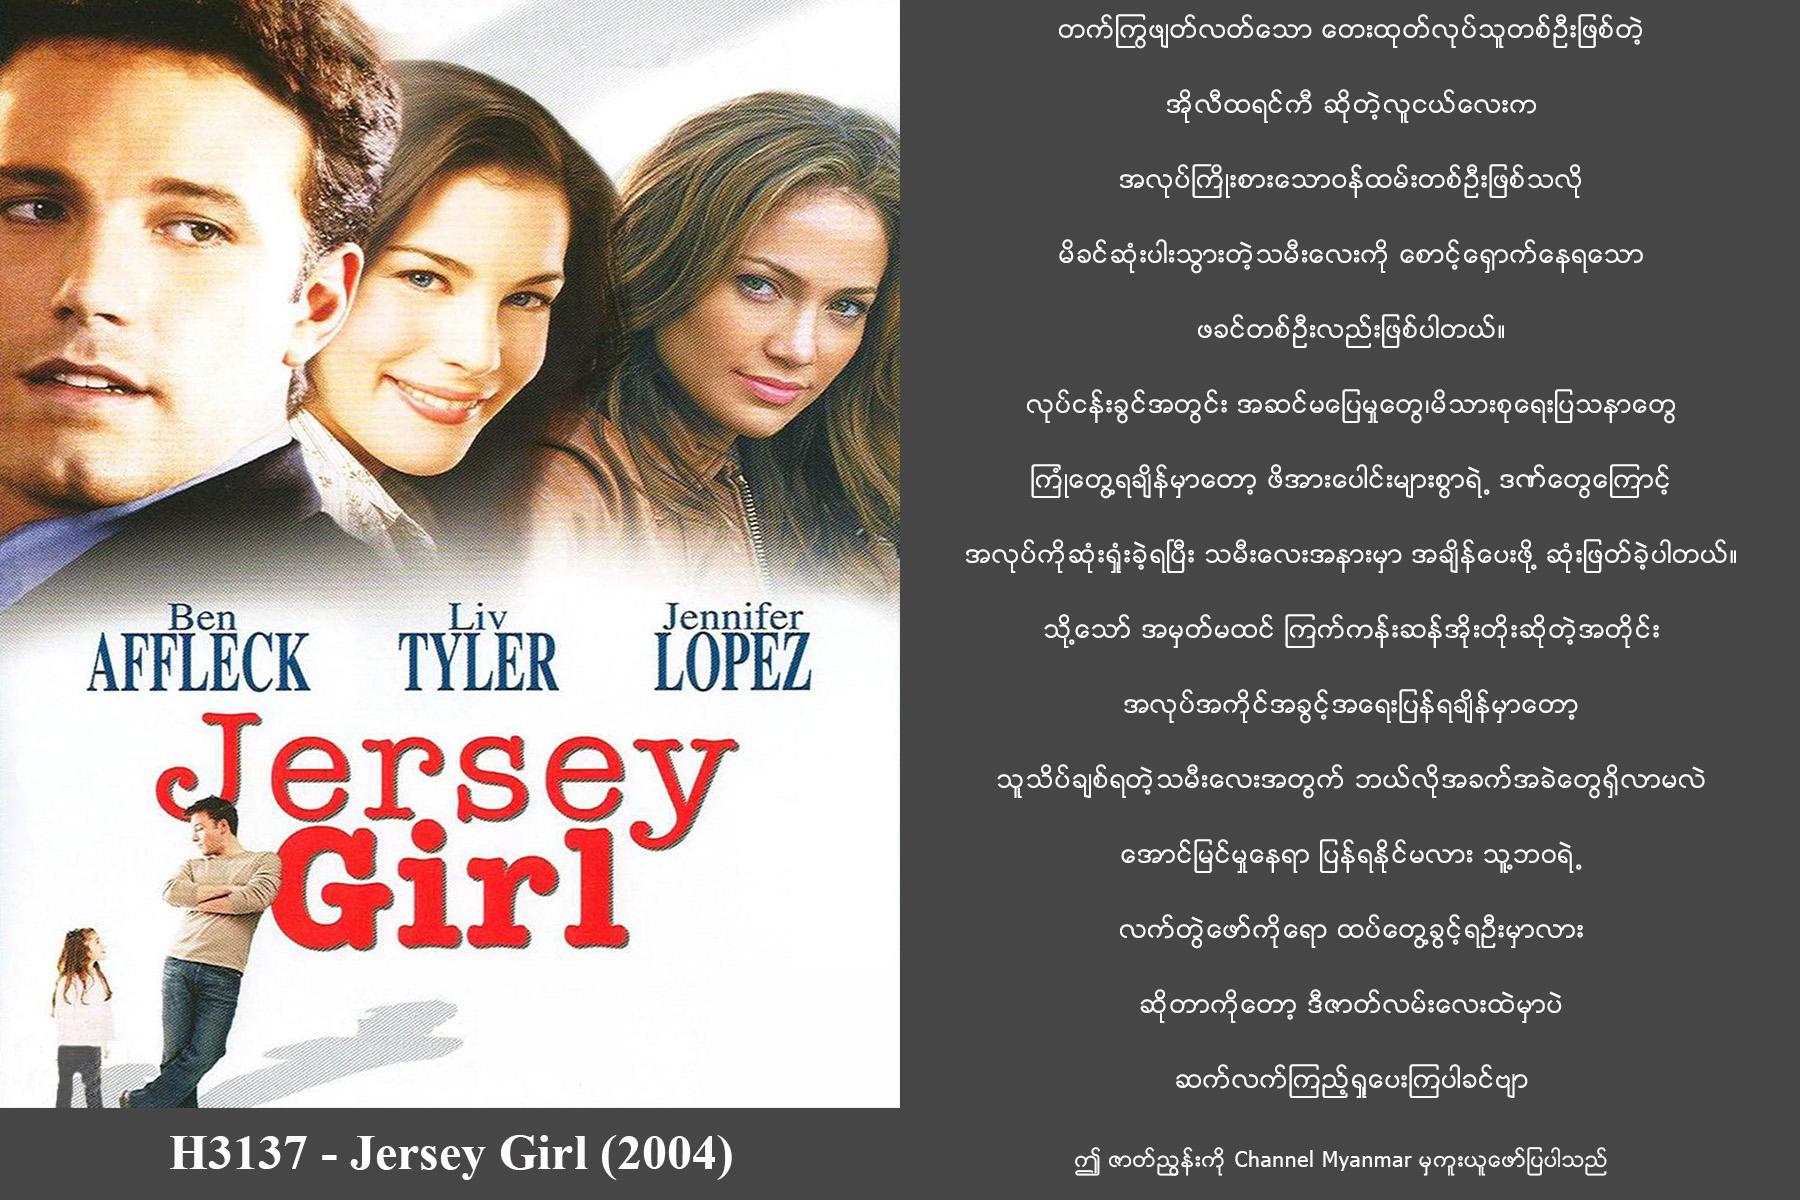 Ben
AFFLECK
Liv
TYLER
Jennifer
LOPEZ
Jersey
Girl
H3137 - Jersey Girl (2004)
တက်ကြွဖျတ်လတ်သော တေးထုတ်လုပ်သူတစ်ဦးဖြစ်တဲ့
အိုလီထရင်ကီ ဆိုတဲ့လူငယ်လေးက
အလုပ်ကြိုးစားသောဝန်ထမ်းတစ်ဦးဖြစ်သလို
မိခင်ဆုံးပါးသွားတဲ့သမီးလေးကို စောင့်ရှောက်နေရသော
ဖခင်တစ်ဦးလည်းဖြစ်ပါတယ်။
လုပ်ငန်းခွင်အတွင်း အဆင်မပြေမှုတွေ၊မိသားစုရေးပြသနာတွေ
ကြုံတွေ့ရချိန်မှာတော့ ဖိအားပေါင်းများစွာရဲ့ ဒဏ်တွေကြောင့်
အလုပ်ကိုဆုံးရှုံးခဲ့ရပြီး သမီးလေးအနားမှာ အချိန်ပေးဖို့ ဆုံးဖြတ်ခဲ့ပါတယ်။
သို့သော် အမှတ်မထင် ကြက်ကန်းဆန်အိုးတိုးဆိုတဲ့အတိုင်း
အလုပ်အကိုင်အခွင့်အရေးပြန်ရချိန်မှာတော့
သူသိပ်ချစ်ရတဲ့သမီးလေးအတွက် ဘယ်လိုအခက်အခဲတွေရှိလာမလဲ
အောင်မြင်မှုနေရာ ပြန်ရနိုင်မလား သူ့ဘဝရဲ့
လက်တွဲဖော်ကိုရော ထပ်တွေ့ခွင့်ရဦးမှာလား
ဆိုတာကိုတော့ ဒီဇာတ်လမ်းလေးထဲမှာပဲ
ဆက်လက်ကြည့်ရှုပေးကြပါခင်ဗျာ
ဤ ဇာတ်ညွှန်းကို Channel Myanmar မှကူးယူဖော်ပြပါသည်